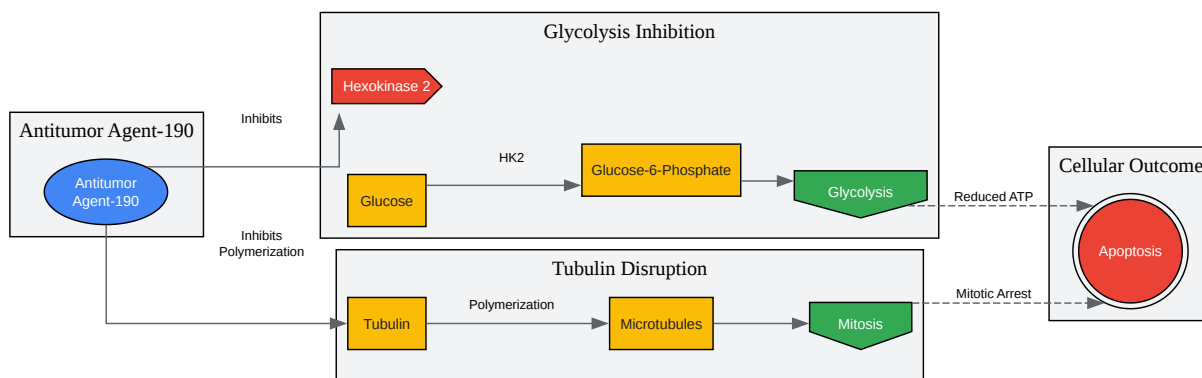 Glycolysis Inhibition
Hexokinase 2
Antitumor Agent-190
Inhibits
HK2
Glucose-6-Phosphate
Cellular Outcome
Antitumor
Agent-190
Glucose
Glycolysis
Reduced ATP
Inhibits
Polymerization
Apoptosis
Tubulin Disruption
Polymerization
Mitotic Arrest
Tubulin
Microtubules
Mitosis